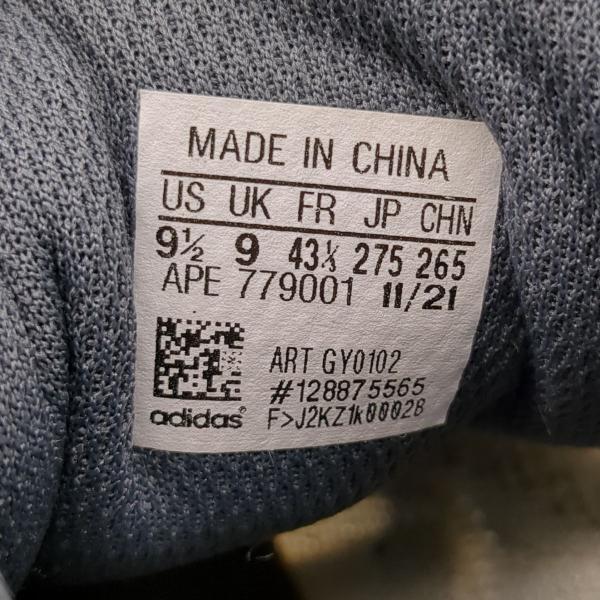 MADE IN CHINA
US UK FR JP CHN
9½ 9 43⅓ 275 265
APE 779001 11/21
ART GY0102
#128875565
adidas® F>J2KZ1k00028